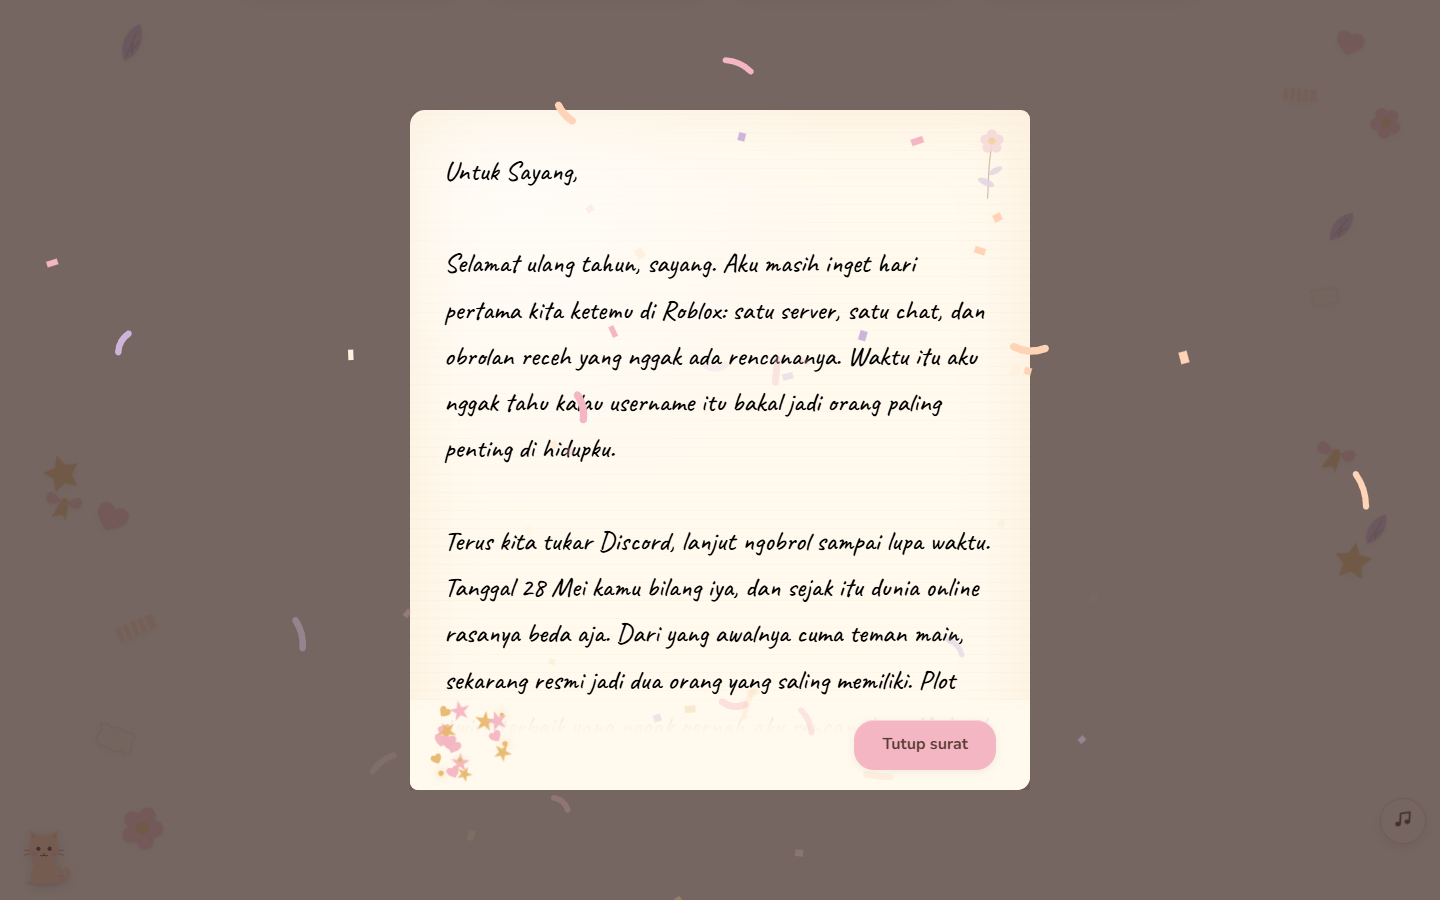 Untuk Sayang,
Selamat ulang tahun, sayang. Aku masih inget hari
pertama kita ketemu di Roblox: satu server, satu chat, dan
obrolan receh yang nggak ada rencananya. Waktu itu aku
nggak tahu kalau username itu bakal jadi orang paling
penting di hidupku.
Terus kita tukar Discord, lanjut ngobrol sampai lupa waktu.
Tanggal 28 Mei kamu bilang iya, dan sejak itu dunia online
rasanya beda aja. Dari yang awalnya cuma teman main,
sekarang resmi jadi dua orang yang saling memiliki. Plot
Tutup surat